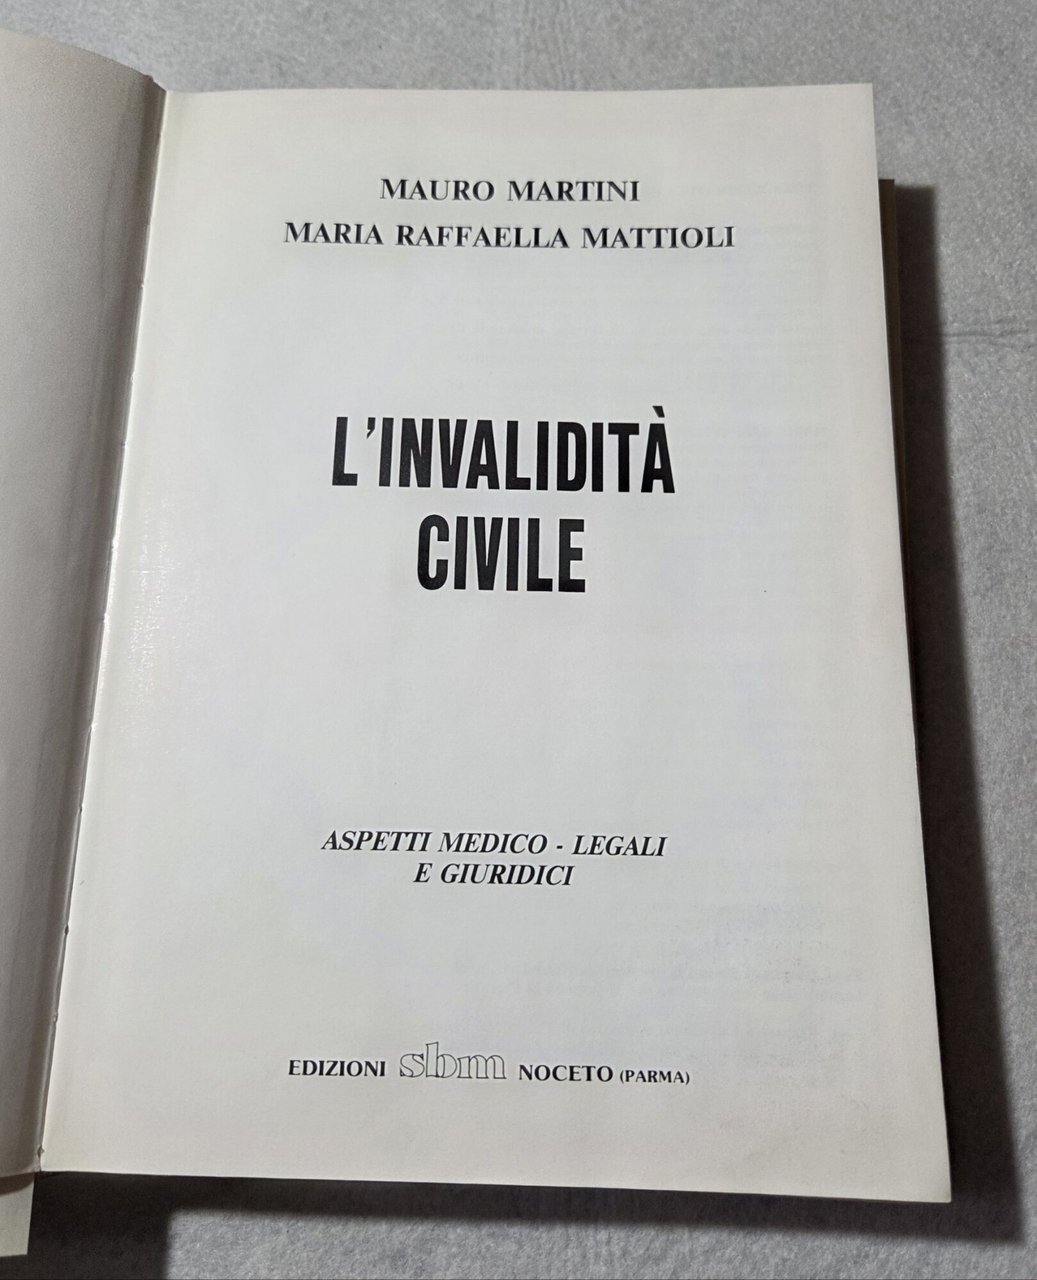 MAURO MARTINI
MARIA RAFFAELLA MATTIOLI
L'INVALIDITÀ
CIVILE
ASPETTI MEDICO - LEGALI
E GIURIDICI
EDIZIONI sbm NOCETO (PARMA)